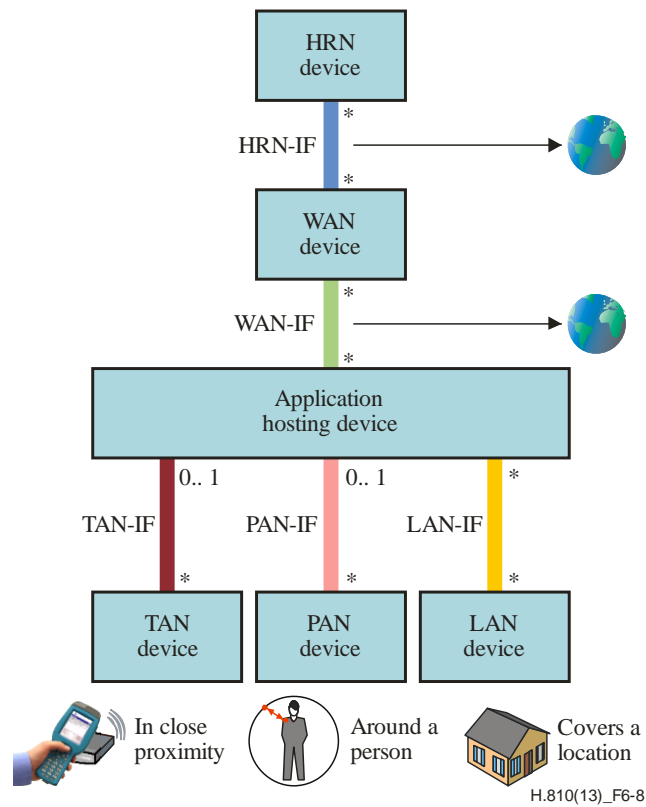 HRN
device
*
HRN-IF
*
WAN
device
*
WAN-IF
*
Application
hosting device
0.. 1
0.. 1
*
TAN-IF
PAN-IF
LAN-IF
*
*
*
TAN
device
PAN
device
LAN
device
In close
proximity
Around a
person
Covers a
location
H.810(13)_F6-8